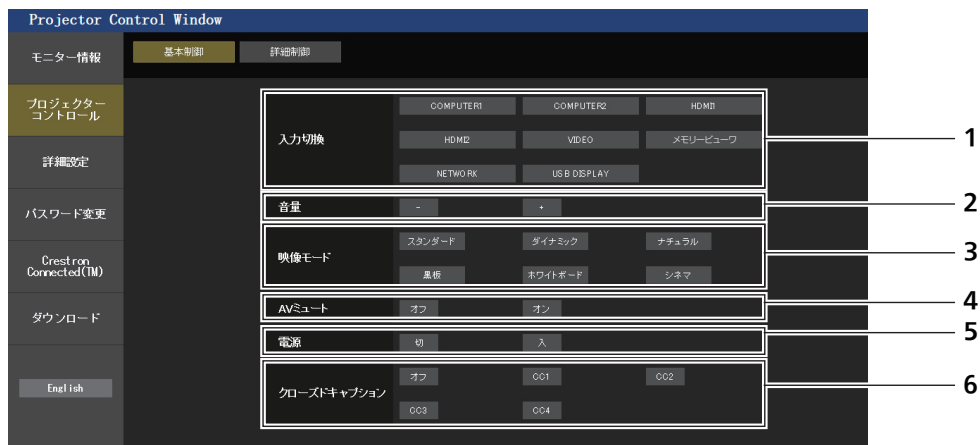 Projector Control Window
モニター情報
基本制御 詳細制御
プロジェクター
コントロール
詳細設定
パスワード変更
Crestron
Connected(TM)
ダウンロード
English
入力切換
COMPUTER1 COMPUTER2 HDMI1
HDMI2 VIDEO メモリービューワ
NETWORK USB DISPLAY
1
音量 - +
2
映像モード
スタンダード ダイナミック ナチュラル
黒板 ホワイトボード シネマ
3
AVミュート オフ オン
4
電源 切 入
5
クローズドキャプション
オフ CC1 CC2
CC3 CC4
6